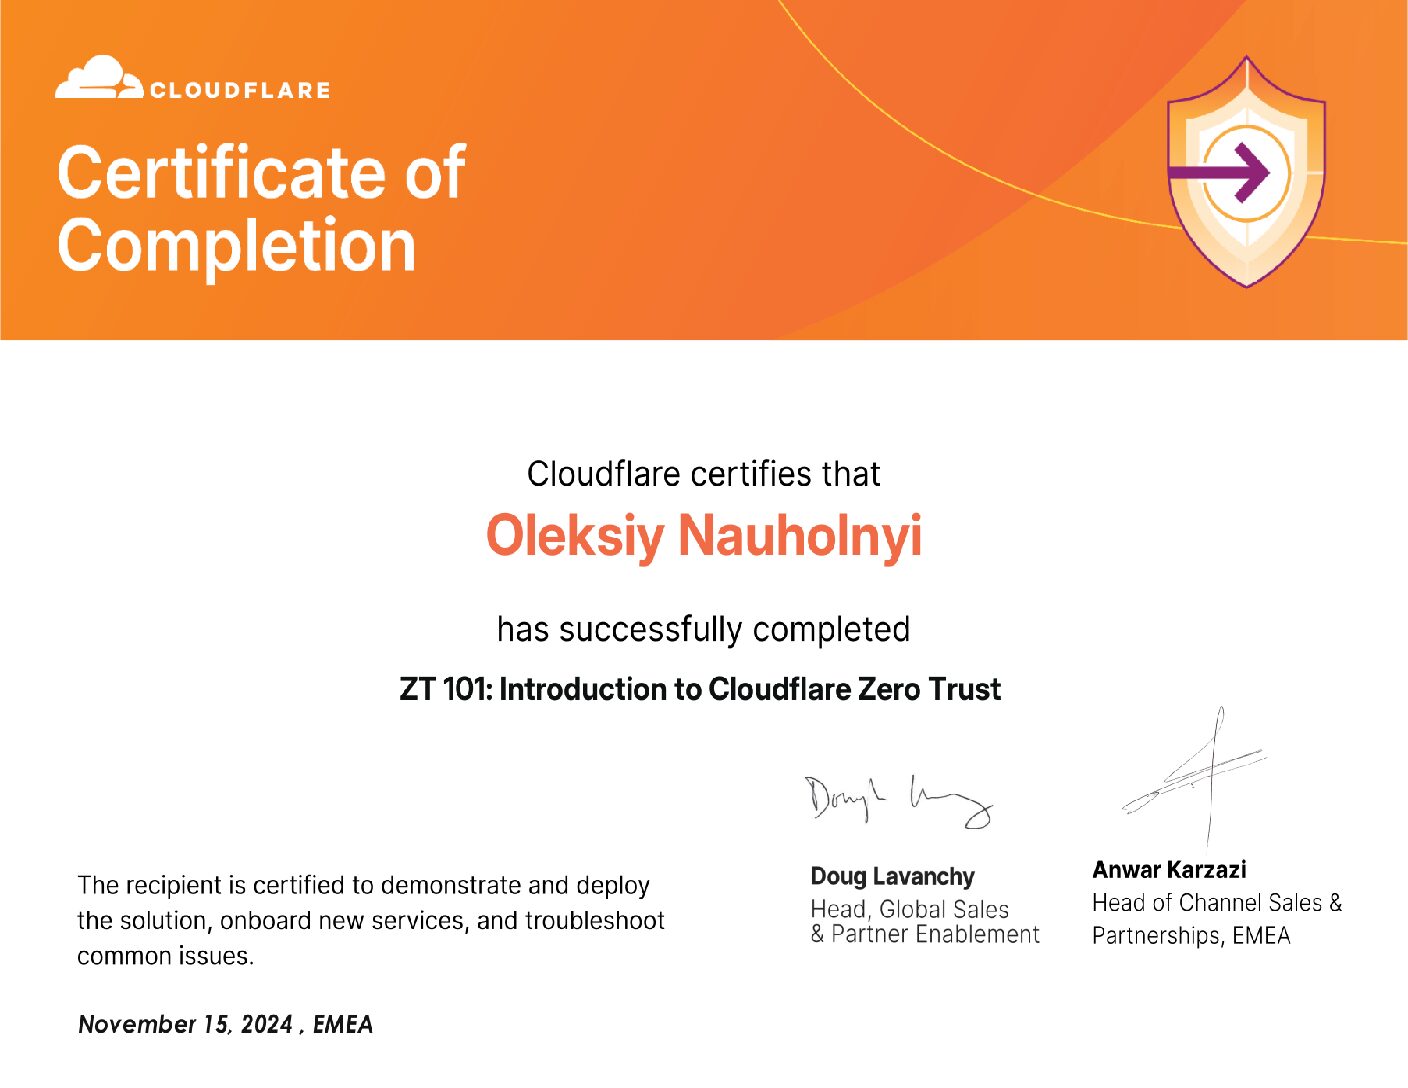 CLOUDFLARE
Certificate of
Completion
Cloudflare certifies that
Oleksiy Nauholnyi
has successfully completed
ZT 101: Introduction to Cloudflare Zero Trust
The recipient is certified to demonstrate and deploy
the solution, onboard new services, and troubleshoot
common issues.
November 15, 2024 , EMEA
Doug Lavanchy
Head, Global Sales
& Partner Enablement
Anwar Karzazi
Head of Channel Sales &
Partnerships, EMEA